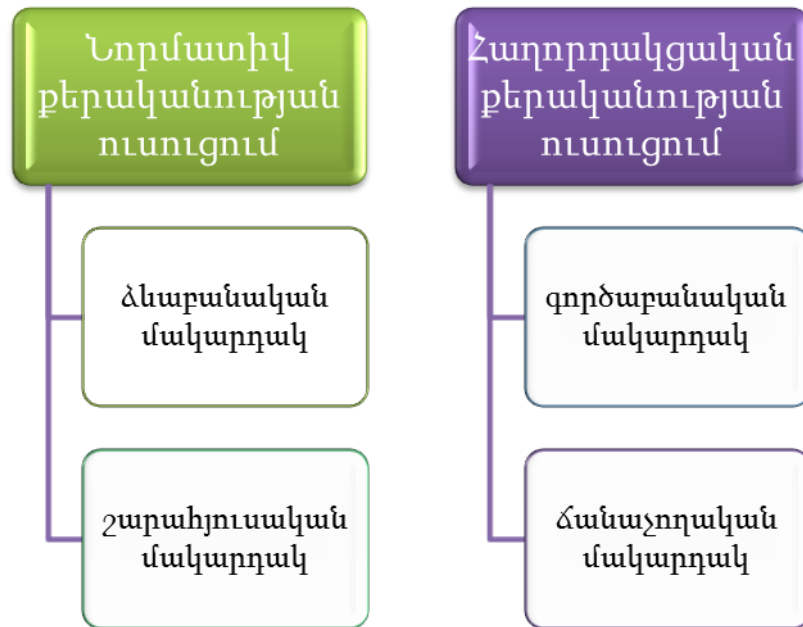 Նորմատիվ
քերականության
ուսուցում
ձևաբանական
մակարդակ
շարահյուսական
մակարդակ
Հաղորդակցական
քերականության
ուսուցում
գործաբանական
մակարդակ
ճանաչողական
մակարդակ